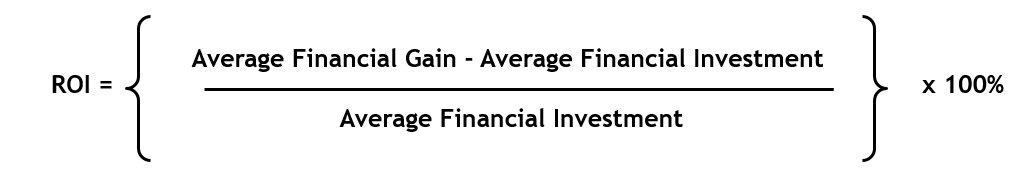 Average Financial Gain - Average Financial Investment
ROI = x 100%
Average Financial Investment